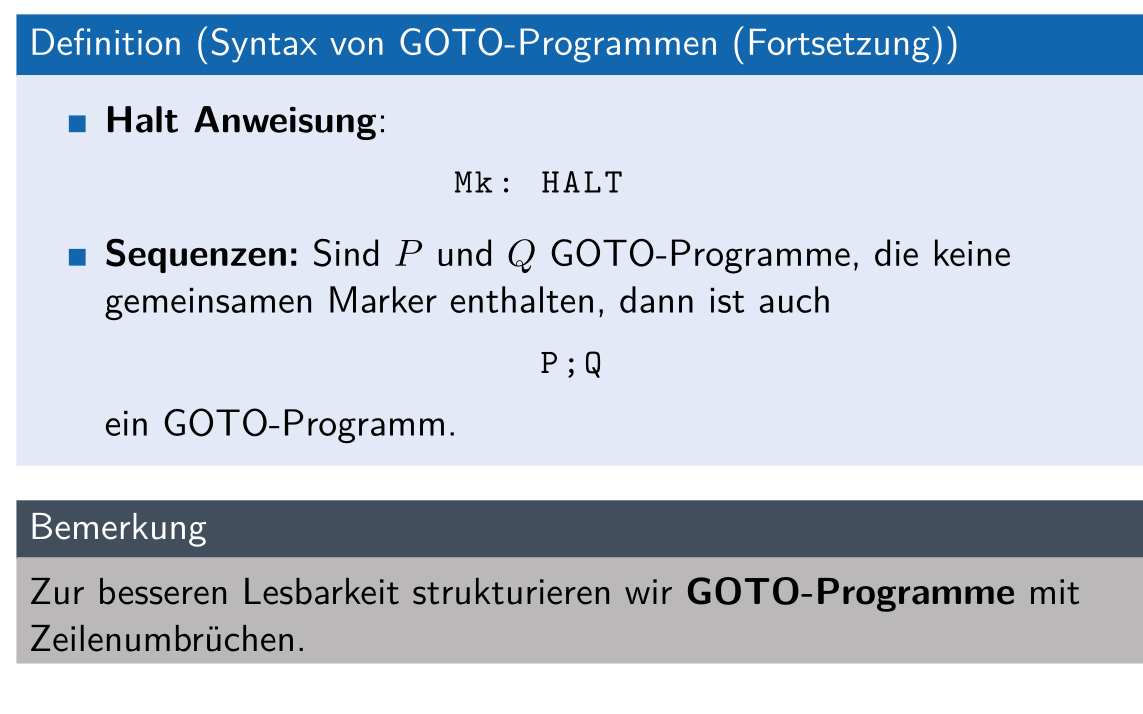 Definition (Syntax von GOTO-Programmen (Fortsetzung))
Halt Anweisung:
Mk: HALT
Sequenzen: Sind P und Q GOTO-Programme, die keine
gemeinsamen Marker enthalten, dann ist auch
P;Q
ein GOTO-Programm.
Bemerkung
Zur besseren Lesbarkeit strukturieren wir GOTO-Programme mit
Zeilenumbrüchen.